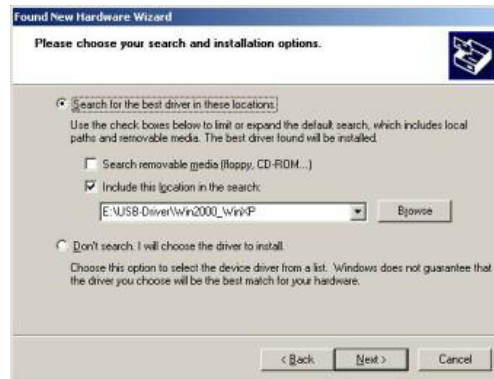 Found New Hardware Wizard
Please choose your search and installation options.
Search for the best driver in these locations.
Use the check boxes below to limit or expand the default search, which includes local
paths and removable media. The best driver found will be installed.
Search removable media (floppy, CD-ROM...)
Include this location in the search:
E:\USB-Driver\Win2000_WinXP
Browse
Don't search. I will choose the driver to install.
Choose this option to select the device driver from a list. Windows does not guarantee that
the driver you choose will be the best match for your hardware.
< Back Next > Cancel